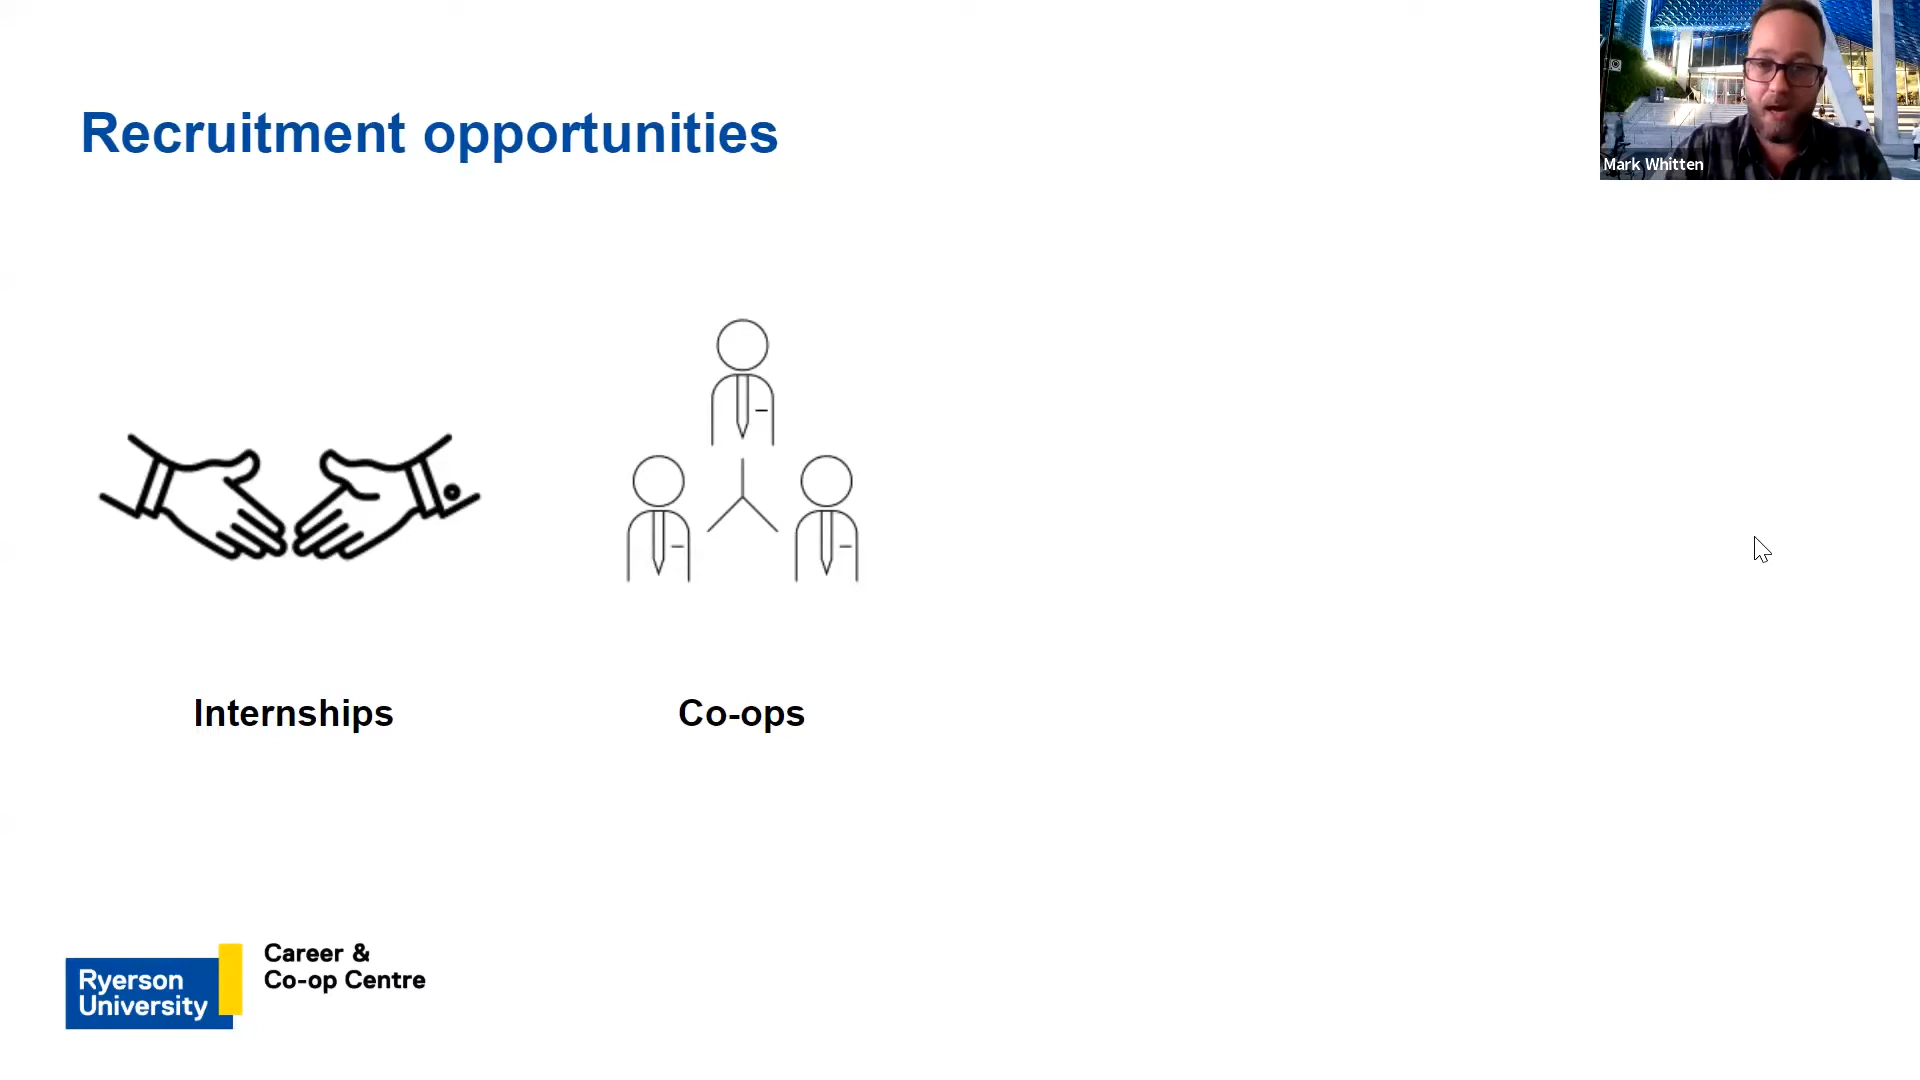 Recruitment opportunities
Mark Whitten
Internships
Co-ops
Ryerson
University
Career &
Co-op Centre